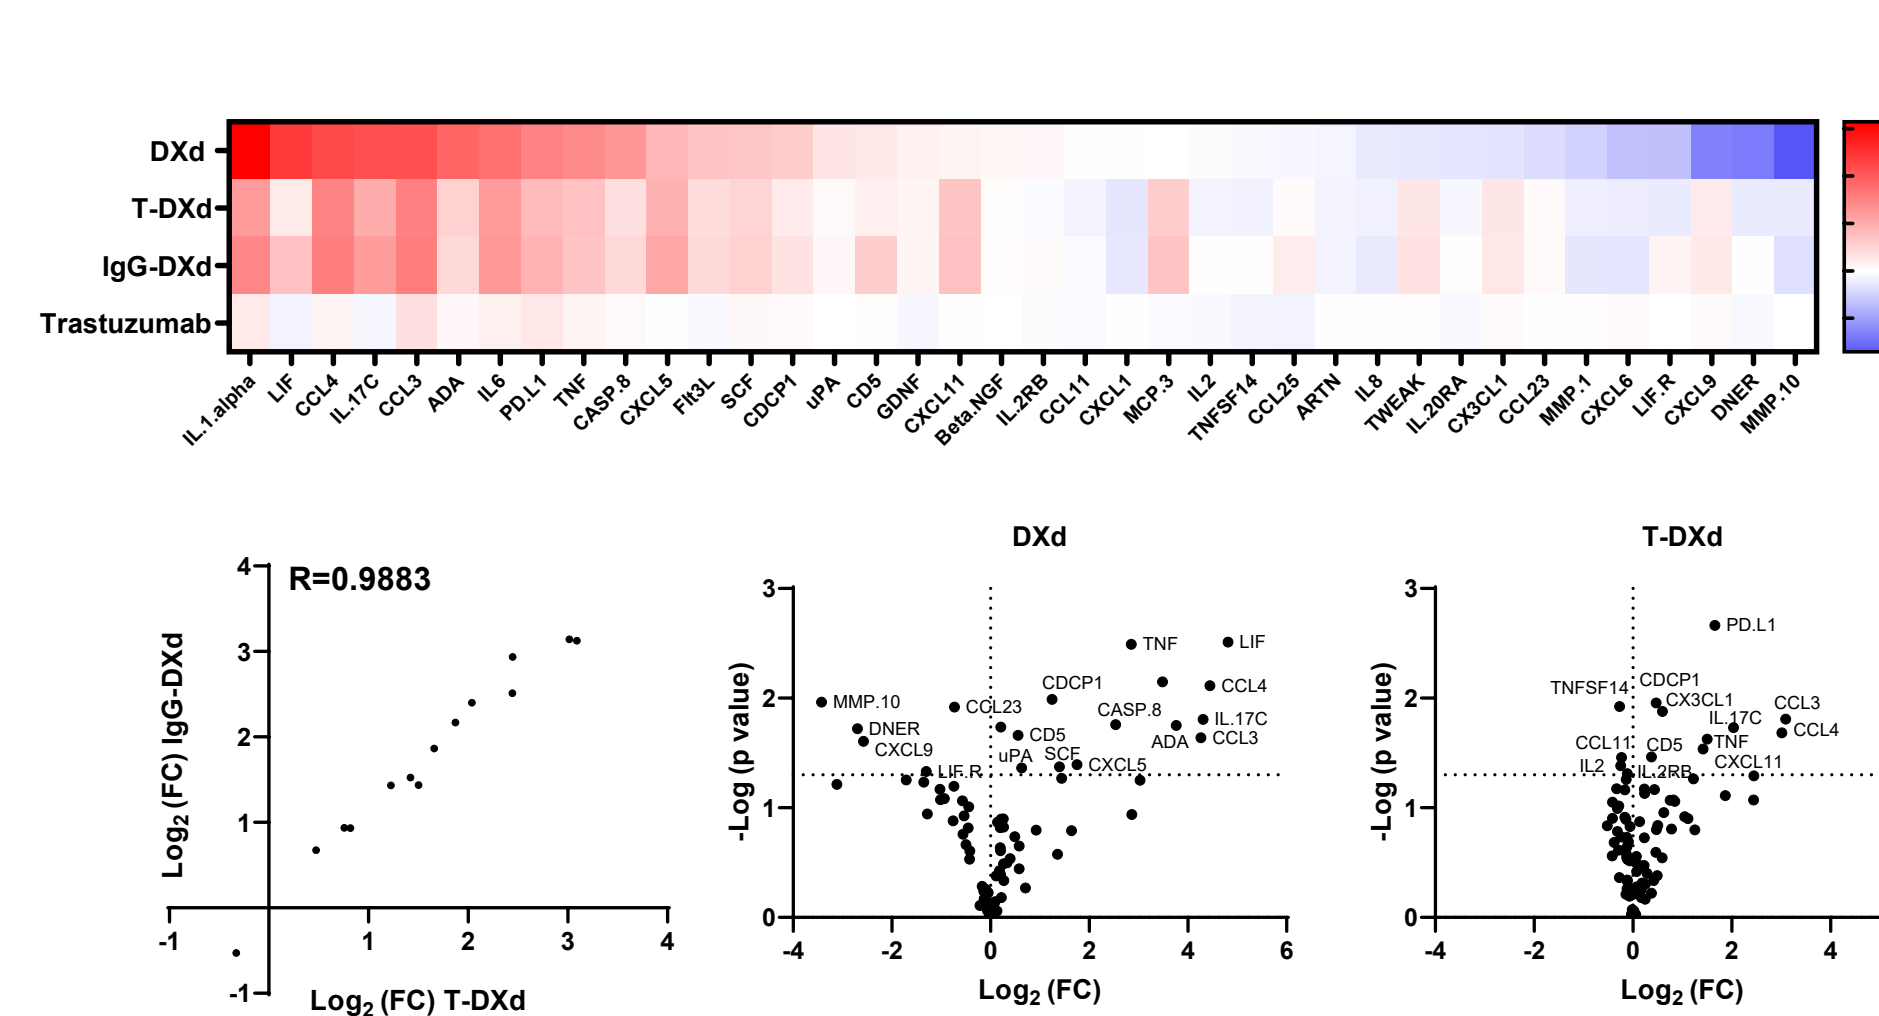 DXd
T-DXd
IgG-DXd
Trastuzumab
IL.1.alpha
LIF
CCL4
IL.17C
CCL3
ADA
IL6
PD.L1
TNF
CASP.8
CXCL5
Flt3L
SCF
CDCP1
uPA
CD5
GDNF
CXCL11
Beta.NGF
IL.2RB
CCL11
CXCL1
MCP.3
IL2
TNFSF14
CCL25
ARTN
IL8
TWEAK
IL.20RA
CX3CL1
CCL23
MMP.1
CXCL6
LIF.R
CXCL9
DNER
MMP.10
R=0.9883
4
3
2
1
-1
-1
1
2
3
4
Log2 (FC) IgG-DXd
Log2 (FC) T-DXd
DXd
3
2
1
0
-4
-2
0
2
4
6
-Log (p value)
Log2 (FC)
TNF
LIF
CDCP1
CCL4
MMP.10
CCL23
CASP.8
IL.17C
DNER
CD5
ADA
CCL3
CXCL9
uPA
SCF
CXCL5
LIF.R
T-DXd
3
2
1
0
-4
-2
0
2
4
-Log (p value)
Log2 (FC)
PD.L1
TNFSF14
CDCP1
CX3CL1
CCL3
IL.17C
CCL4
CCL11
CD5
TNF
IL2
IL.2RB
CXCL11